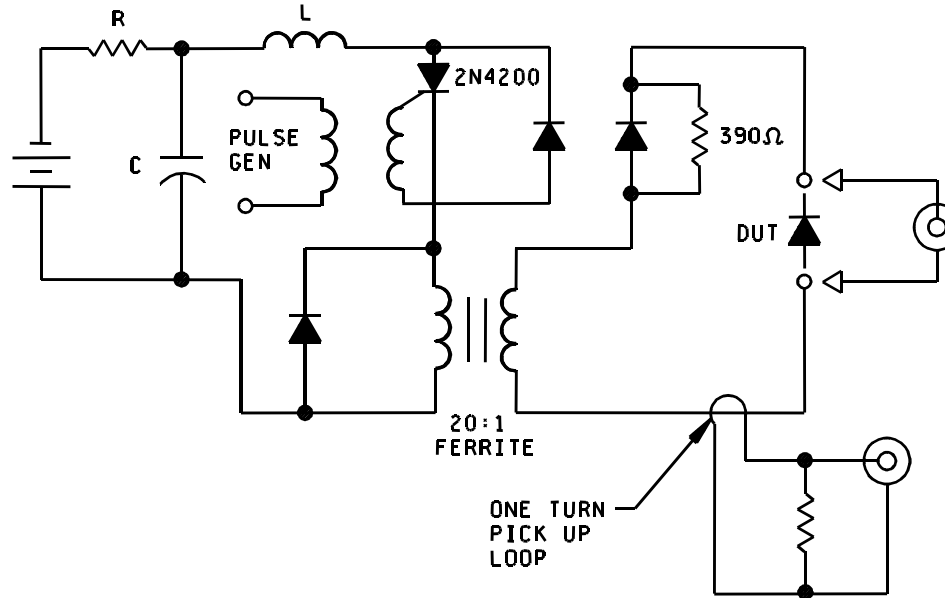 R
L
2N4200
PULSE
GEN
C
390Ω
DUT
20:1
FERRITE
ONE TURN
PICK UP
LOOP